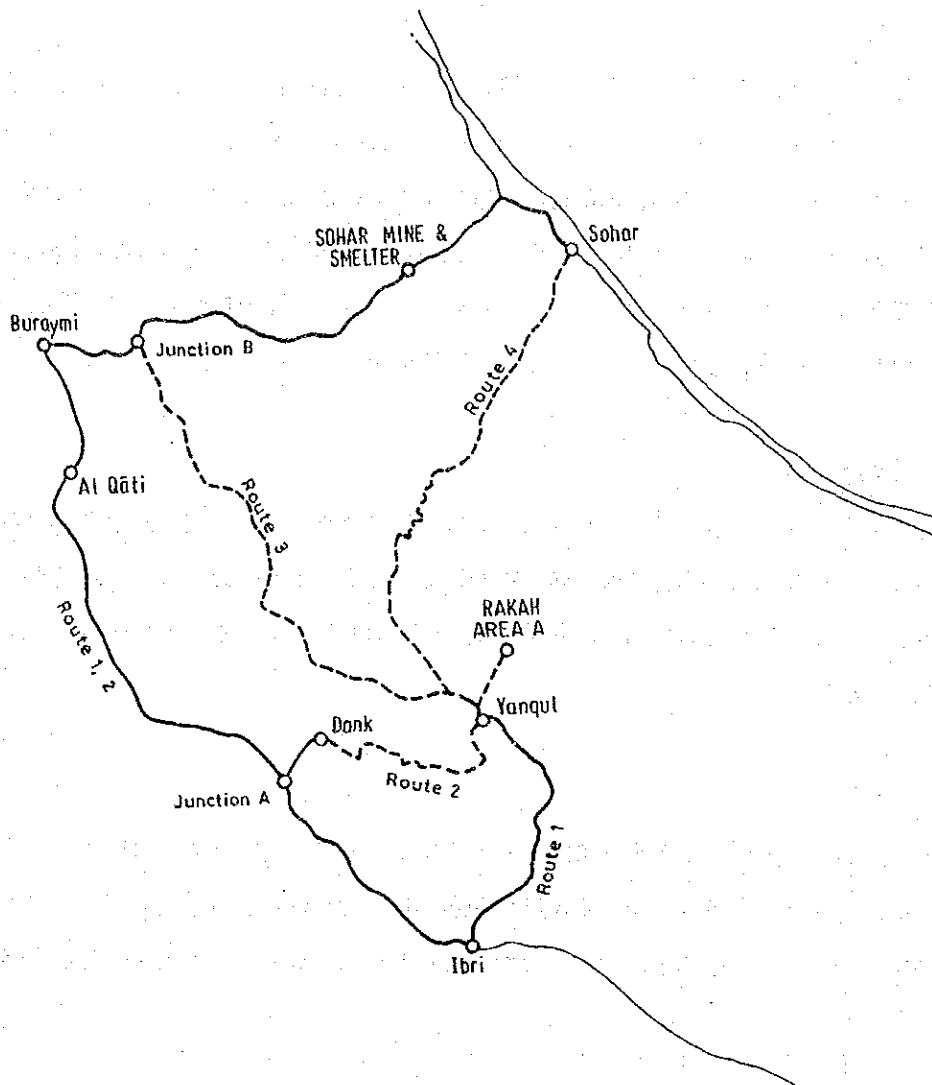 SOHAR MINE &
SMELTER
Sohar
Buraymi
Junction B
Route 4
Al Qāti
Route 3
RAKAH
AREA A
Route 1, 2
Yanqul
Dank
Route 2
Junction A
Route 1
Ibri